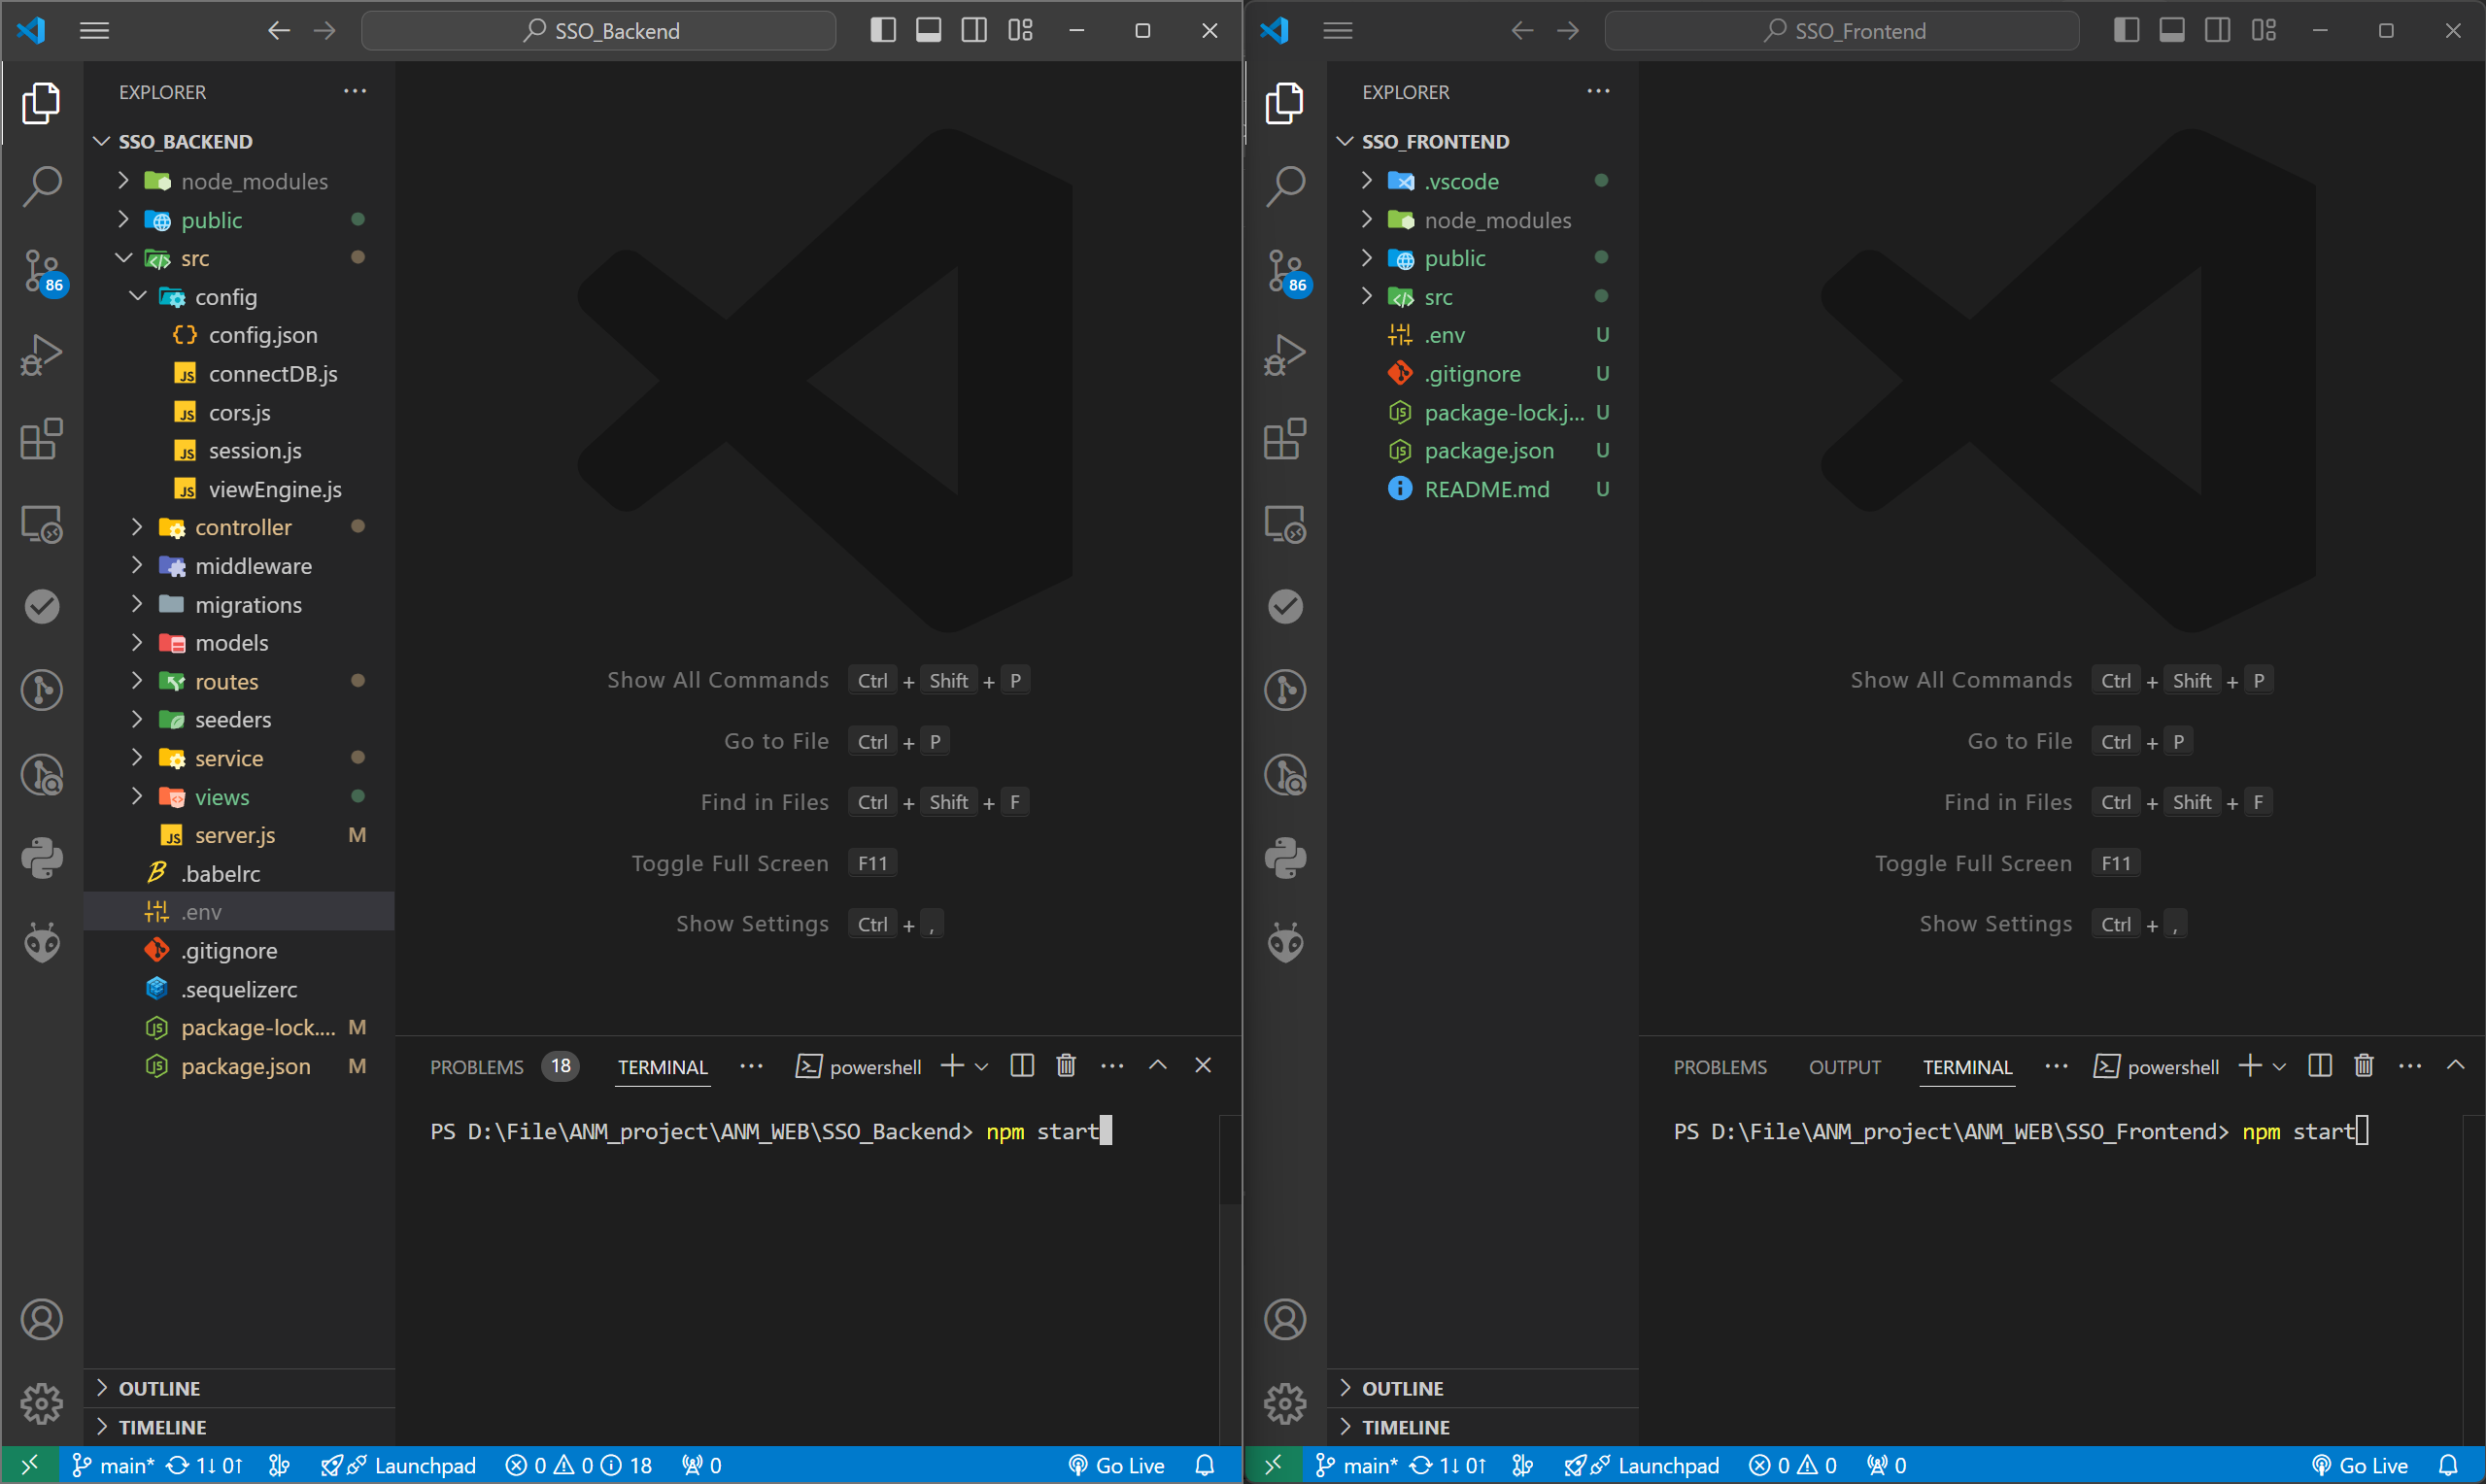 SSO_Backend
EXPLORER
SSO_BACKEND
node_modules
public
src
config
config.json
connectDB.js
cors.js
session.js
viewEngine.js
controller
middleware
migrations
models
routes
seeders
service
views
server.js M
.babelrc
.env
.gitignore
.sequelizerc
package-lock.... M
package.json M
OUTLINE
TIMELINE
86
Show All Commands Ctrl + Shift + P
Go to File Ctrl + P
Find in Files Ctrl + Shift + F
Toggle Full Screen F11
Show Settings Ctrl + ,
PROBLEMS 18 TERMINAL ... powershell
PS D:\File\ANM_project\ANM_WEB\SSO_Backend> npm start
main* 1↓ 0↑ Launchpad 0 0 18 0 Go Live
SSO_Frontend
EXPLORER
SSO_FRONTEND
.vscode
node_modules
public
src
.env U
.gitignore U
package-lock.j... U
package.json U
README.md U
OUTLINE
TIMELINE
86
Show All Commands Ctrl + Shift + P
Go to File Ctrl + P
Find in Files Ctrl + Shift + F
Toggle Full Screen F11
Show Settings Ctrl + ,
PROBLEMS OUTPUT TERMINAL ... powershell
PS D:\File\ANM_project\ANM_WEB\SSO_Frontend> npm start
main* 1↓ 0↑ Launchpad 0 0 0 Go Live